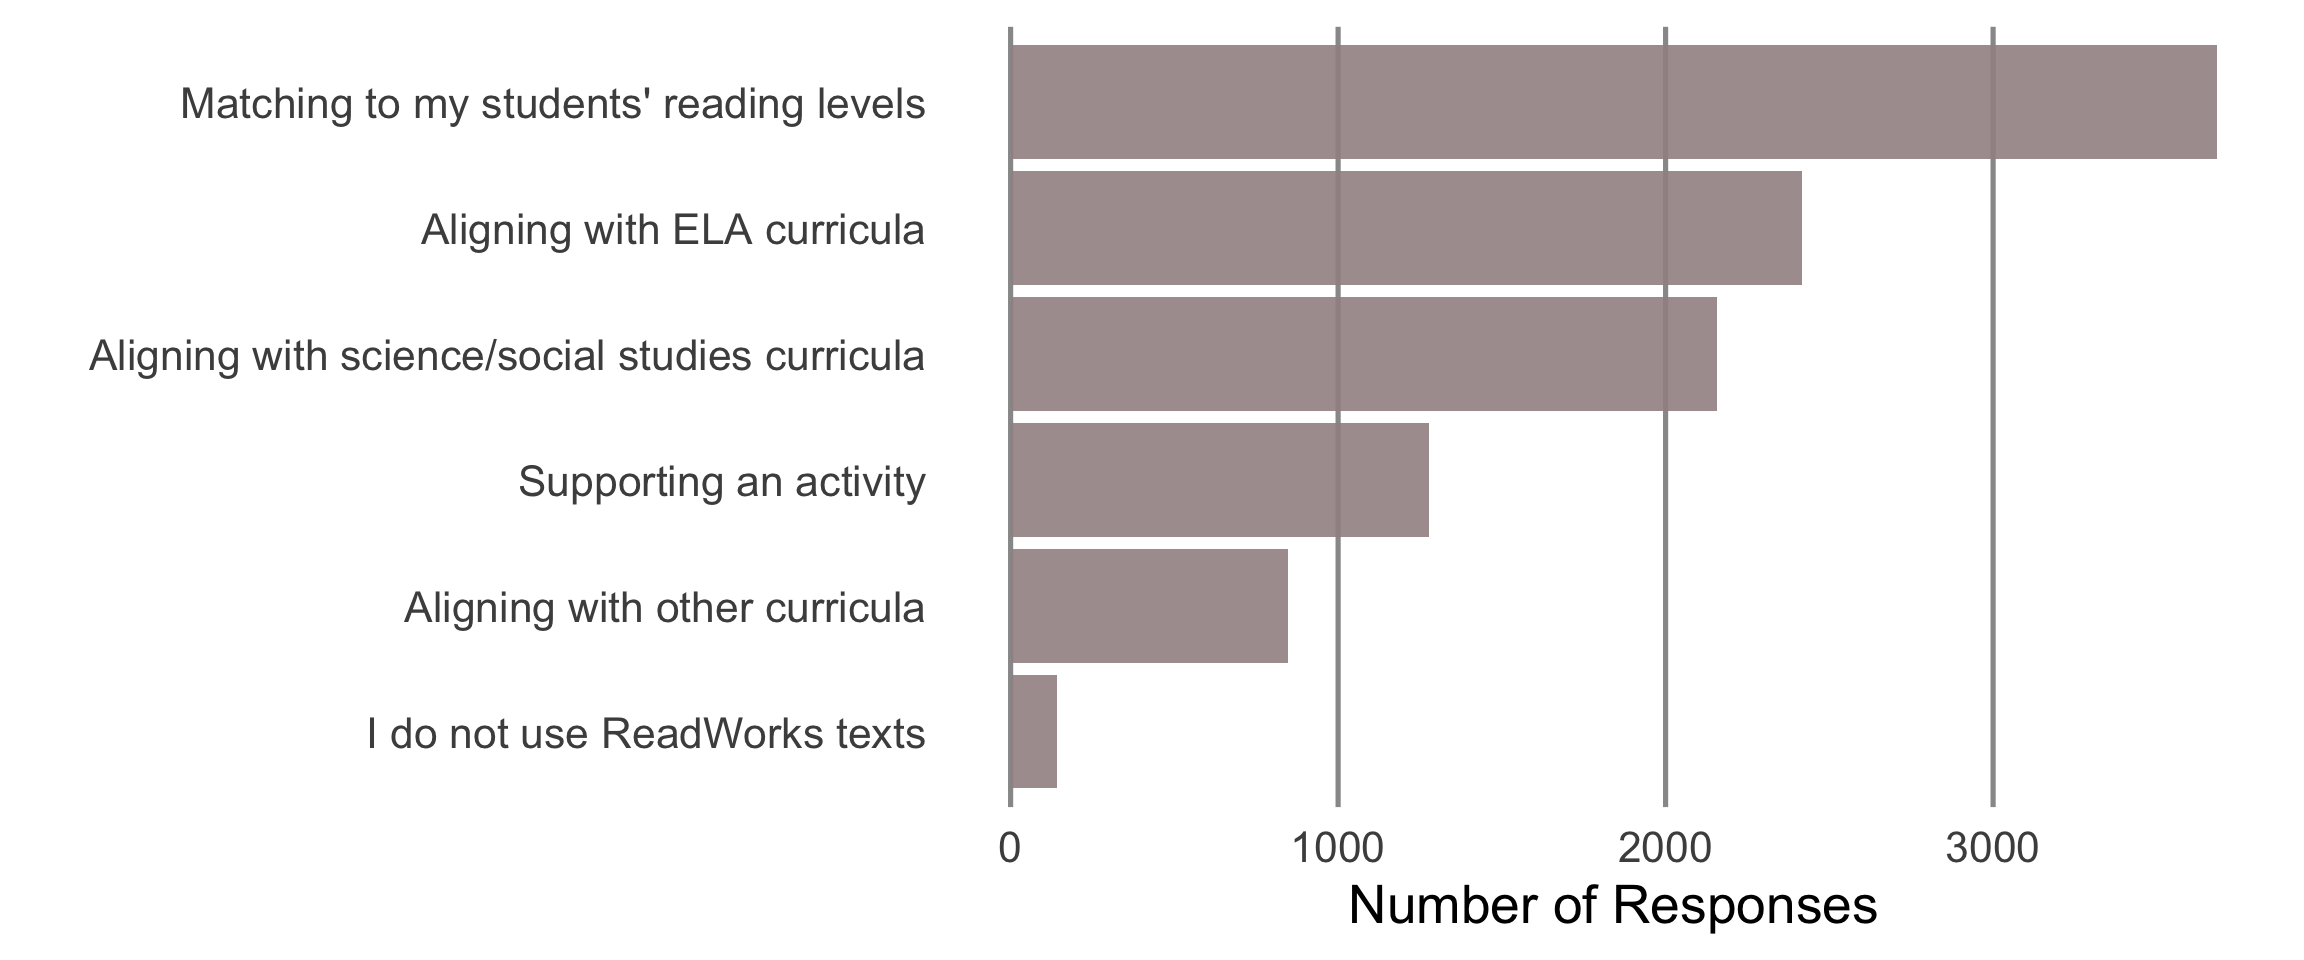 Matching to my students' reading levels
Aligning with ELA curricula
Aligning with science/social studies curricula
Supporting an activity
Aligning with other curricula
I do not use ReadWorks texts
0 1000 2000 3000
Number of Responses